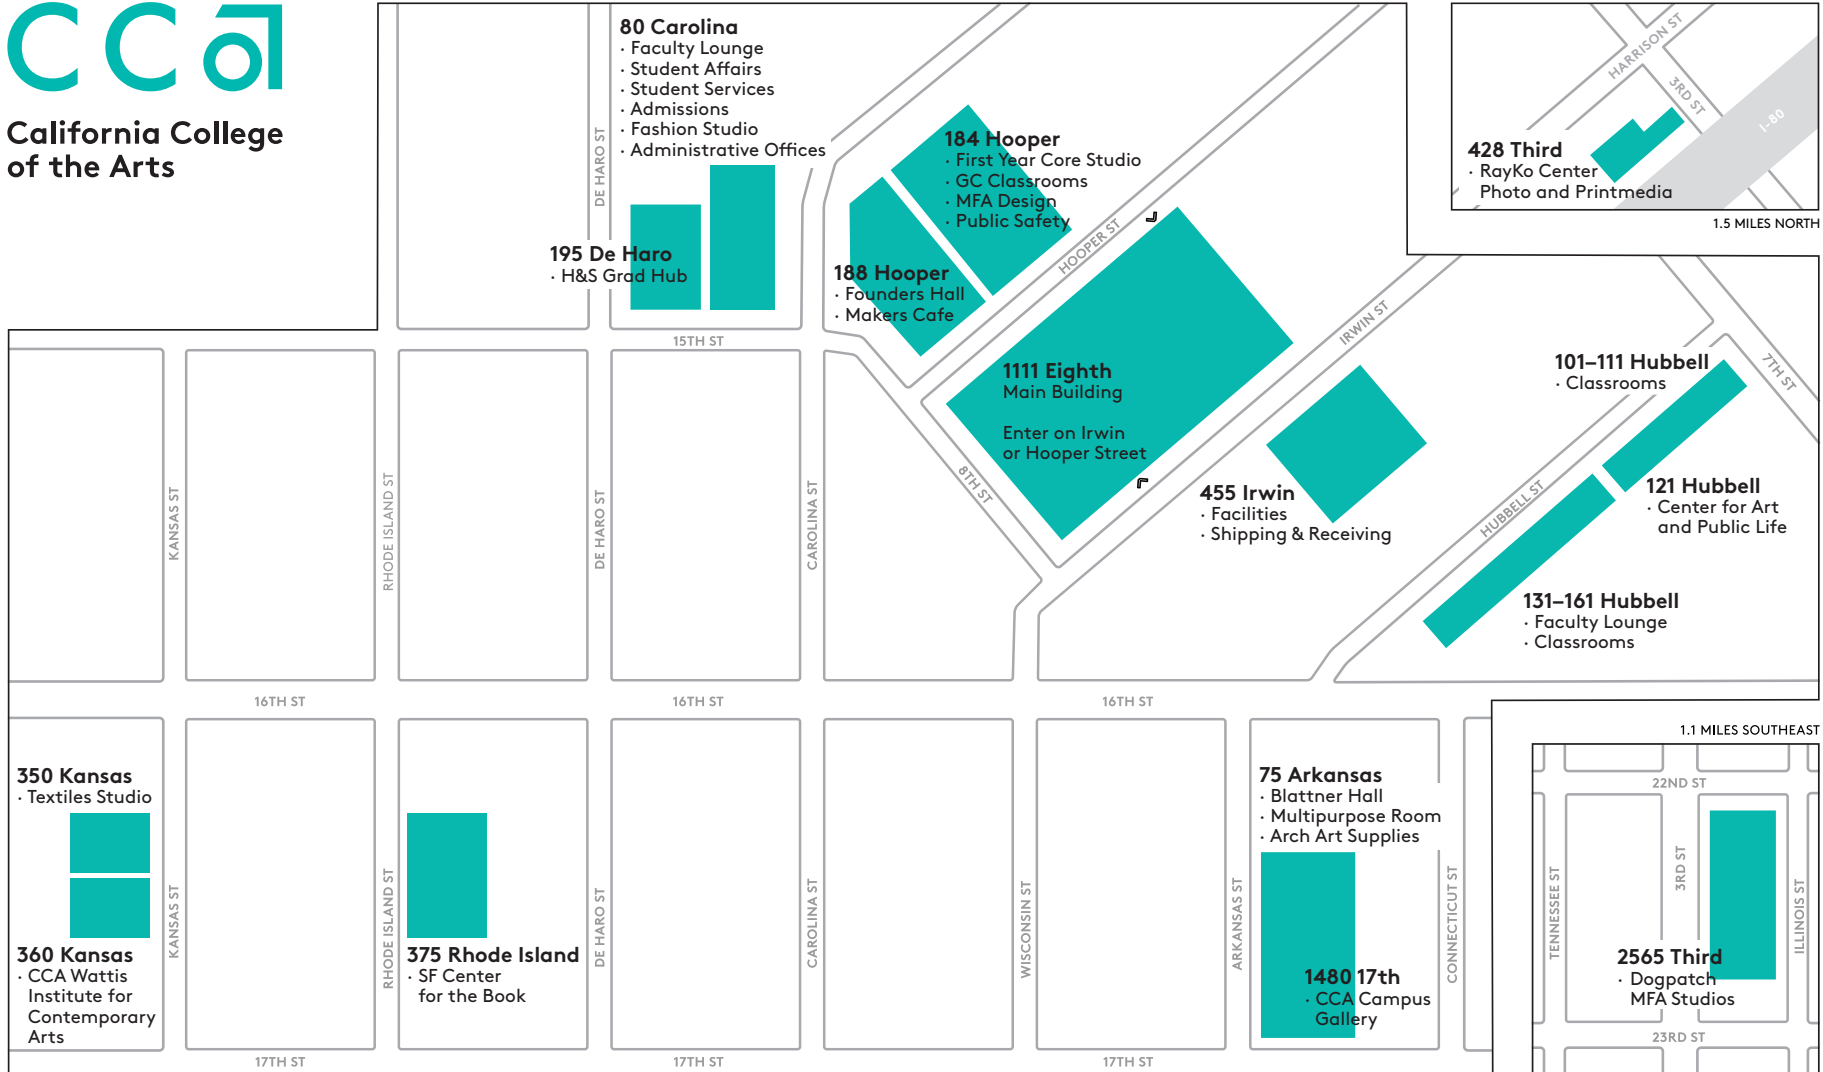 CCA
California College
of the Arts
80 Carolina
· Faculty Lounge
· Student Affairs
· Student Services
· Admissions
· Fashion Studio
· Administrative Offices
DE HARO ST
195 De Haro
· H&S Grad Hub
184 Hooper
· First Year Core Studio
· GC Classrooms
· MFA Design
· Public Safety
188 Hooper
· Founders Hall
· Makers Cafe
HOOPER ST
HARRISON ST
3RD ST
I-80
428 Third
· RayKo Center
Photo and Printmedia
1.5 MILES NORTH
15TH ST
1111 Eighth
Main Building
Enter on Irwin
or Hooper Street
IRWIN ST
8TH ST
455 Irwin
· Facilities
· Shipping & Receiving
101–111 Hubbell
· Classrooms
7TH ST
HUBBELL ST
121 Hubbell
· Center for Art
and Public Life
131–161 Hubbell
· Faculty Lounge
· Classrooms
KANSAS ST
RHODE ISLAND ST
DE HARO ST
CAROLINA ST
16TH ST
16TH ST
16TH ST
350 Kansas
· Textiles Studio
360 Kansas
· CCA Wattis
Institute for
Contemporary
Arts
KANSAS ST
RHODE ISLAND ST
375 Rhode Island
· SF Center
for the Book
DE HARO ST
CAROLINA ST
WISCONSIN ST
ARKANSAS ST
75 Arkansas
· Blattner Hall
· Multipurpose Room
· Arch Art Supplies
1480 17th
· CCA Campus
Gallery
CONNECTICUT ST
1.1 MILES SOUTHEAST
22ND ST
TENNESSEE ST
3RD ST
ILLINOIS ST
2565 Third
· Dogpatch
MFA Studios
23RD ST
17TH ST
17TH ST
17TH ST